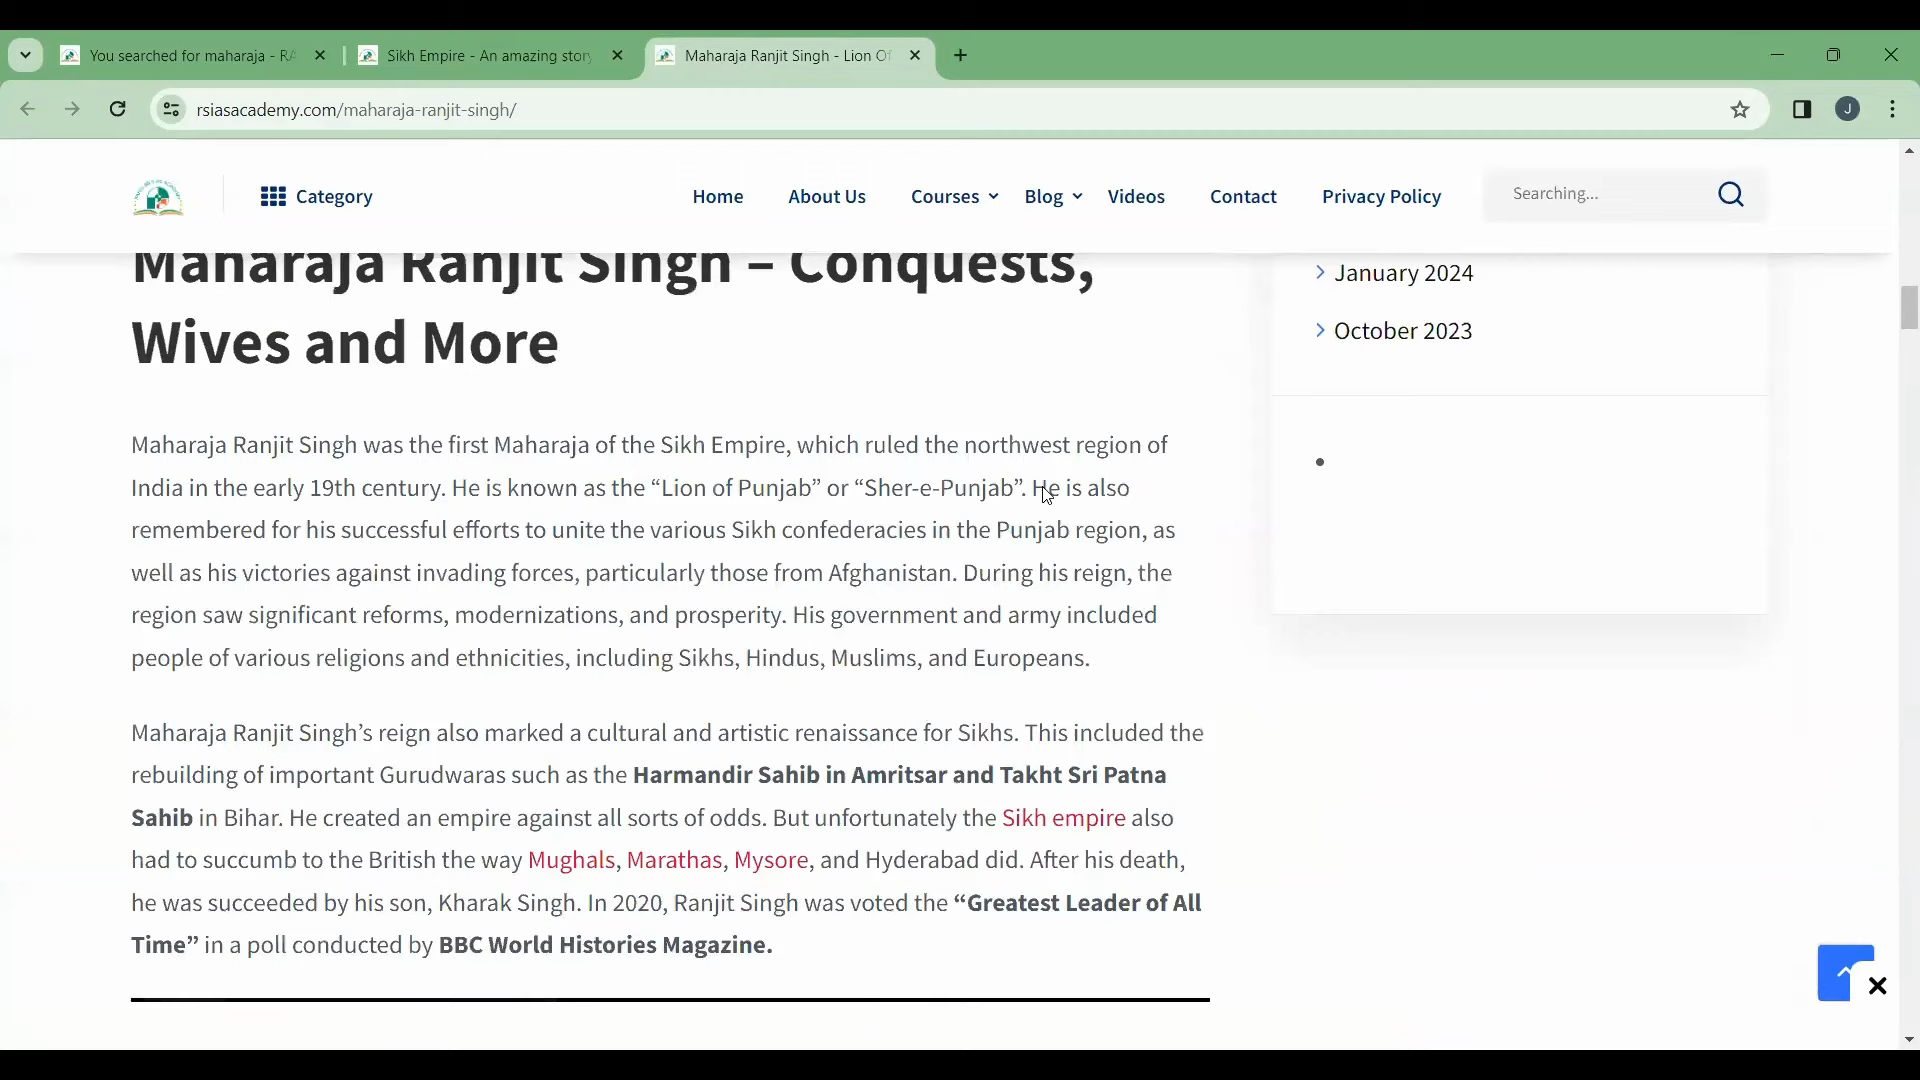 You searched for maharaja - RA
Sikh Empire - An amazing story
Maharaja Ranjit Singh - Lion Of
rsiasacademy.com/maharaja-ranjit-singh/
J
Category
Home
About Us
Courses
Blog
Videos
Contact
Privacy Policy
Searching...
Maharaja Ranjit Singh – Conquests,
Wives and More
January 2024
October 2023
Maharaja Ranjit Singh was the first Maharaja of the Sikh Empire, which ruled the northwest region of
India in the early 19th century. He is known as the “Lion of Punjab” or “Sher-e-Punjab”. He is also
remembered for his successful efforts to unite the various Sikh confederacies in the Punjab region, as
well as his victories against invading forces, particularly those from Afghanistan. During his reign, the
region saw significant reforms, modernizations, and prosperity. His government and army included
people of various religions and ethnicities, including Sikhs, Hindus, Muslims, and Europeans.
Maharaja Ranjit Singh’s reign also marked a cultural and artistic renaissance for Sikhs. This included the
rebuilding of important Gurudwaras such as the Harmandir Sahib in Amritsar and Takht Sri Patna
Sahib in Bihar. He created an empire against all sorts of odds. But unfortunately the Sikh empire also
had to succumb to the British the way Mughals, Marathas, Mysore, and Hyderabad did. After his death,
he was succeeded by his son, Kharak Singh. In 2020, Ranjit Singh was voted the “Greatest Leader of All
Time” in a poll conducted by BBC World Histories Magazine.